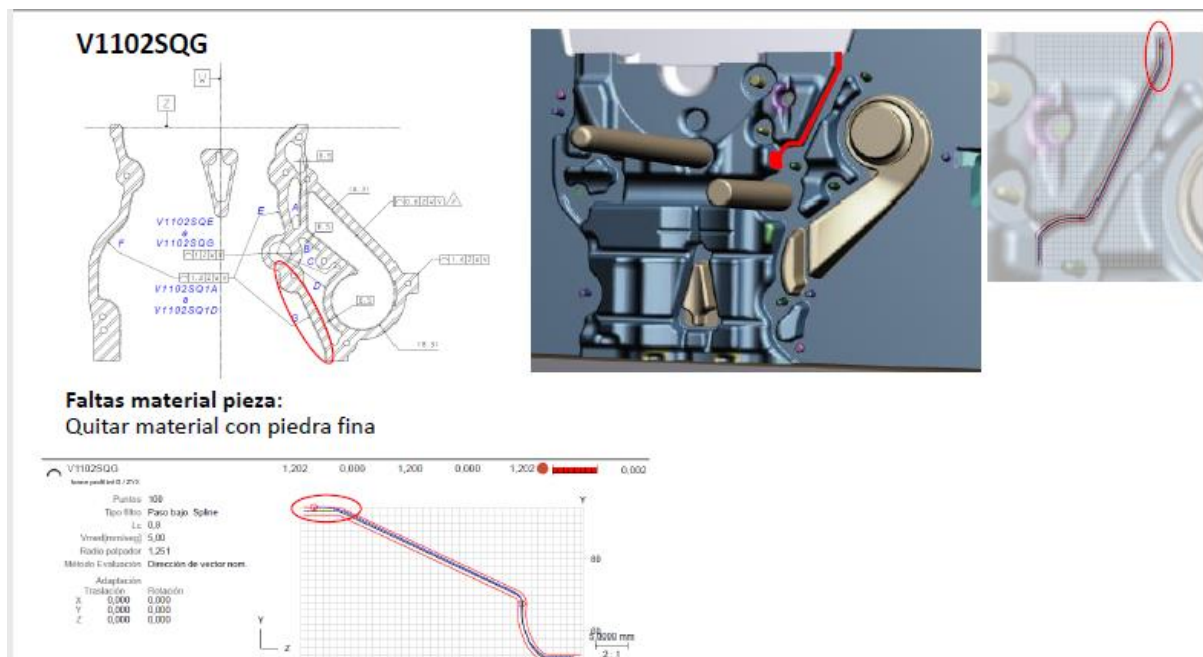 V1102SQG
W
Z
E
A
V1102SQE
a
V1102SQG
F
B
C
D
V1102SQ1A
a
V1102SQ1D
D
G
Faltas material pieza:
Quitar material con piedra fina
V1102SQG
1,202 0,000 1,200 0,000 1,202 0,002
Puntos 100
Tipo filtro Paso bajo Spline
Lc 0,8
Vmed(mm/seg) 5,00
Radio palpador 1,251
Método Evaluación Dirección de vector nom.
Adaptación
Traslación Rotación
X 0,000 0,000
Y 0,000 0,000
Z 0,000 0,000
Y
Y
Z
2:1